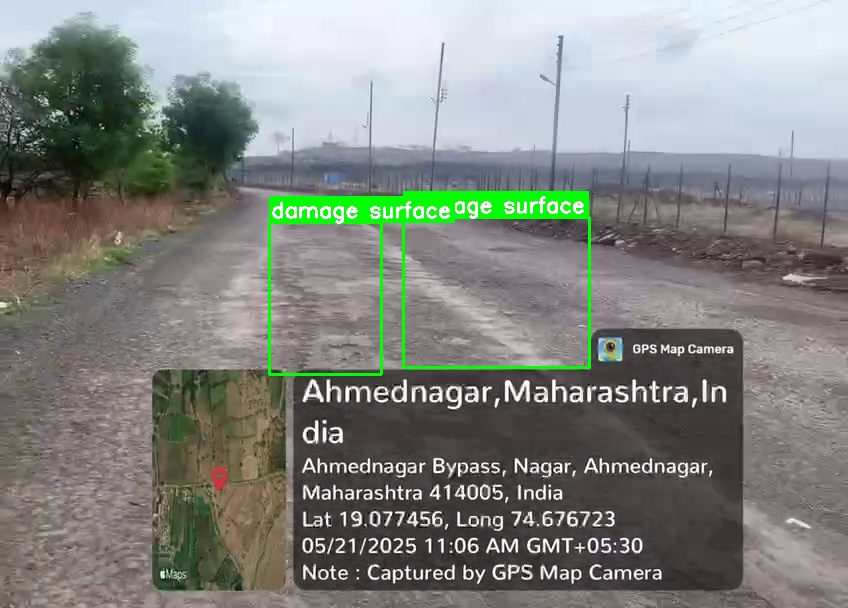 damage surface
age surface
GPS Map Camera
Ahmednagar,Maharashtra,In
dia
Ahmednagar Bypass, Nagar, Ahmednagar,
Maharashtra 414005, India
Lat 19.077456, Long 74.676723
05/21/2025 11:06 AM GMT+05:30
Note : Captured by GPS Map Camera
Maps